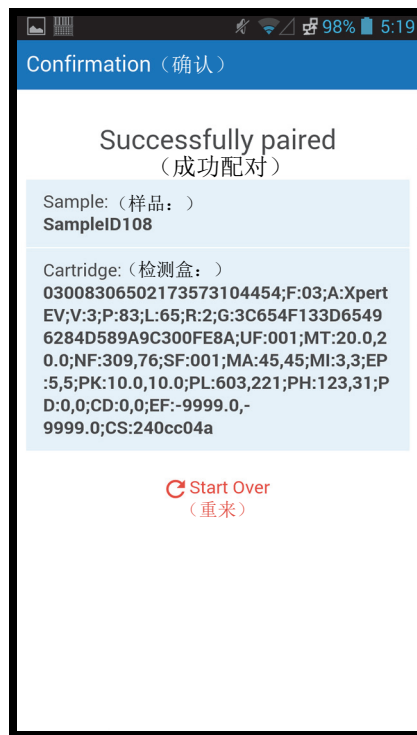 98% 5:19
Confirmation（确认）
Successfully paired
（成功配对）
Sample:（样品：）
SampleID108
Cartridge:（检测盒：）
03008306502173573104454;F:03;A:Xpert
EV;V:3;P:83;L:65;R:2;G:3C654F133D6549
6284D589A9C300FE8A;UF:001;MT:20.0,2
0.0;NF:309,76;SF:001;MA:45,45;MI:3,3;EP
:5,5;PK:10.0,10.0;PL:603,221;PH:123,31;P
D:0,0;CD:0,0;EF:-9999.0,-
9999.0;CS:240cc04a
Start Over
（重来）